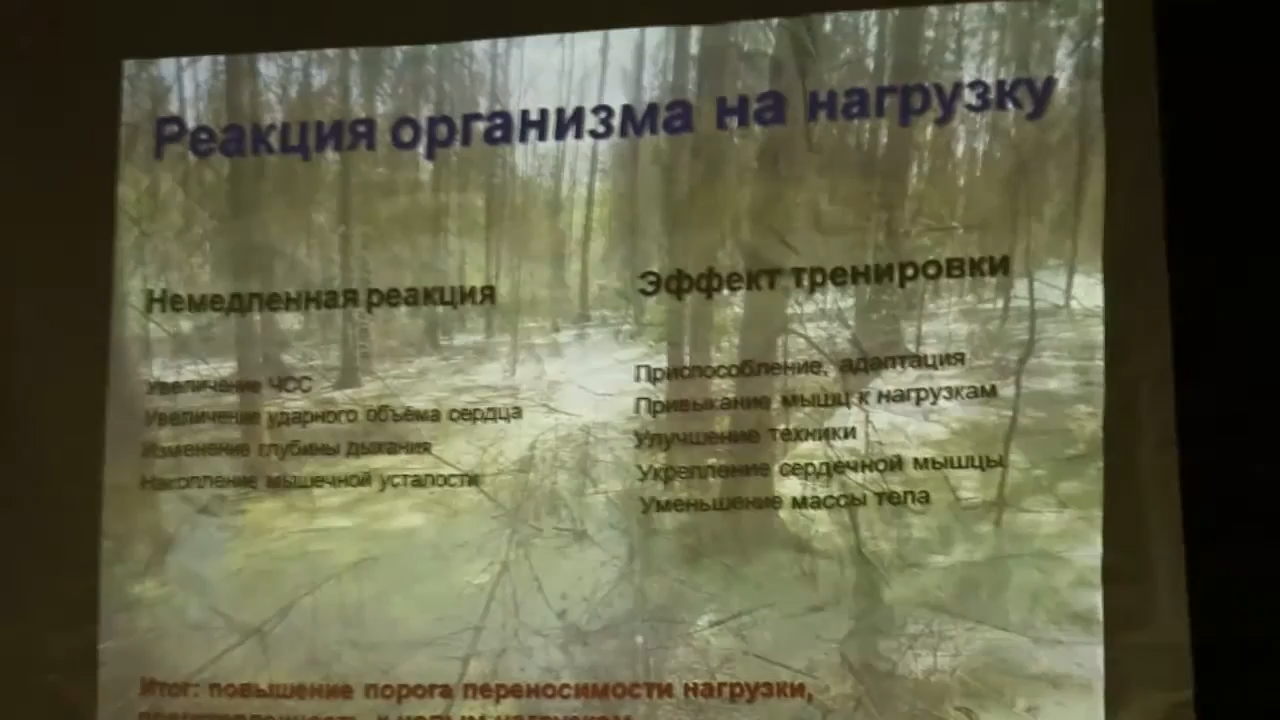 Реакция организма на нагрузку
Немедленная реакция
Увеличение ЧСС
Увеличение ударного объёма сердца
Изменение глубины дыхания
Накопление мышечной усталости
Эффект тренировки
Приспособление, адаптация
Привыкание мышц к нагрузкам
Улучшение техники
Укрепление сердечной мышцы
Уменьшение массы тела
Итог: повышение порога переносимости нагрузки,
к новым нагрузкам